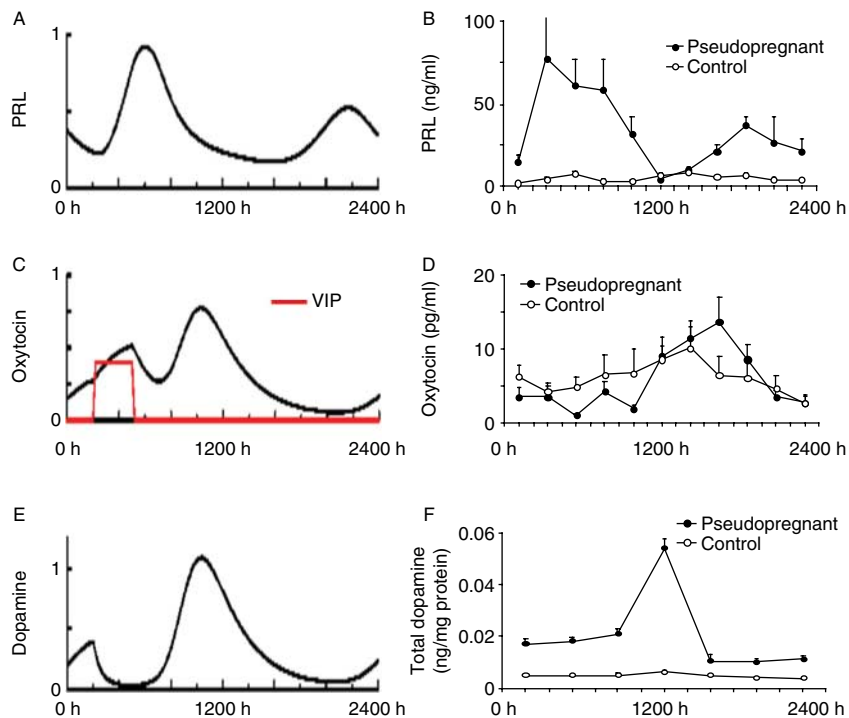 A
1
PRL
0
0 h 1200 h 2400 h
B
100
50
0
PRL (ng/ml)
Pseudopregnant
Control
0 h 1200 h 2400 h
C
1
Oxytocin
0
VIP
0 h 1200 h 2400 h
D
20
10
5
0
Oxytocin (pg/ml)
Pseudopregnant
Control
0 h 1200 h 2400 h
E
1
Dopamine
0
0 h 1200 h 2400 h
F
0.06
0.04
0.02
0
Total dopamine
(ng/mg protein)
Pseudopregnant
Control
0 h 1200 h 2400 h